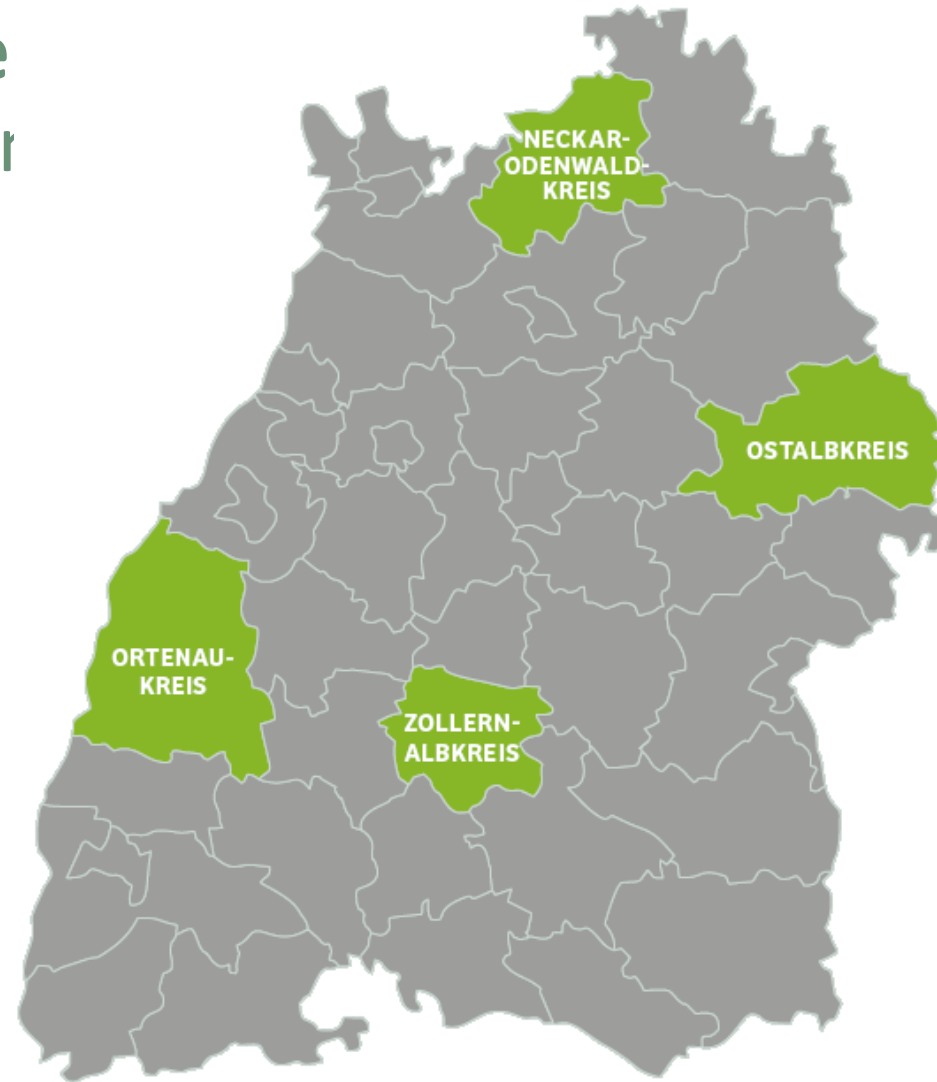 e
r
NECKAR-
ODENWALD-
KREIS
OSTALBKREIS
ORTENAU-
KREIS
ZOLLERN-
ALBKREIS